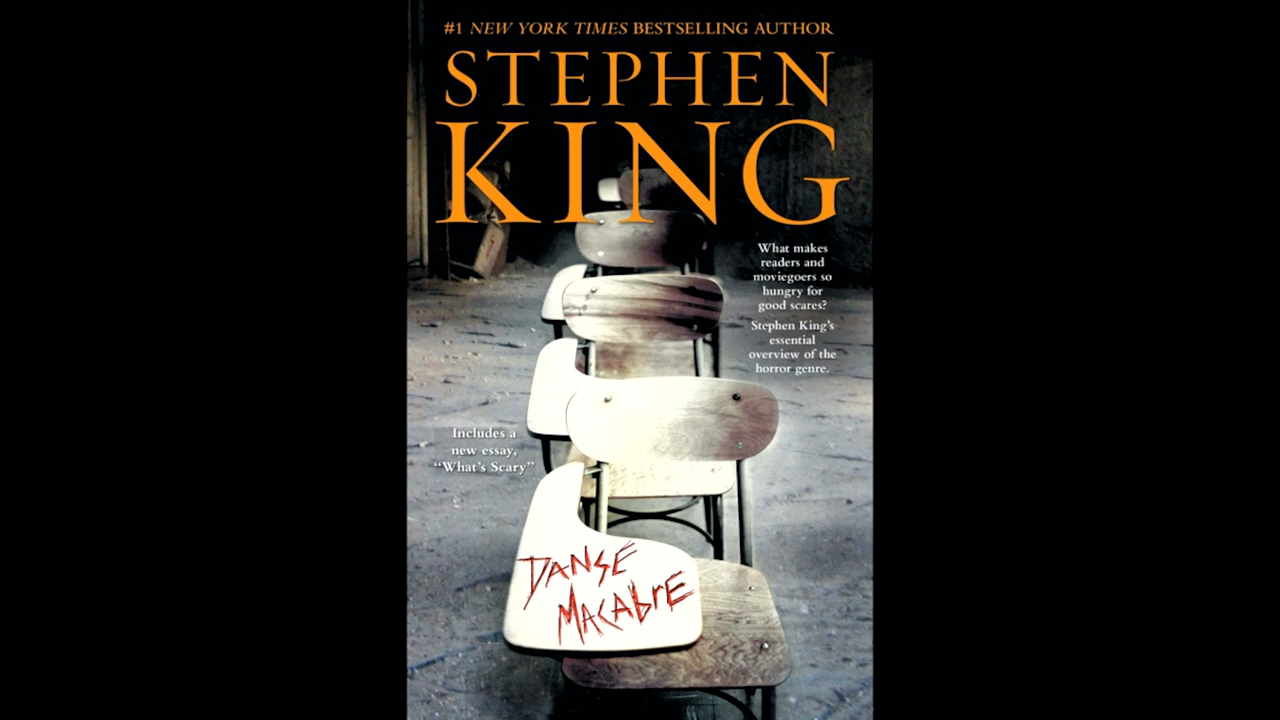 #1 NEW YORK TIMES BESTSELLING AUTHOR
STEPHEN
KING
What makes
readers and
moviegoers so
hungry for
good scares?
Stephen King's
essential
overview of the
horror genre.
Includes a
new essay,
“What's Scary”
DANSE
MACAbrE